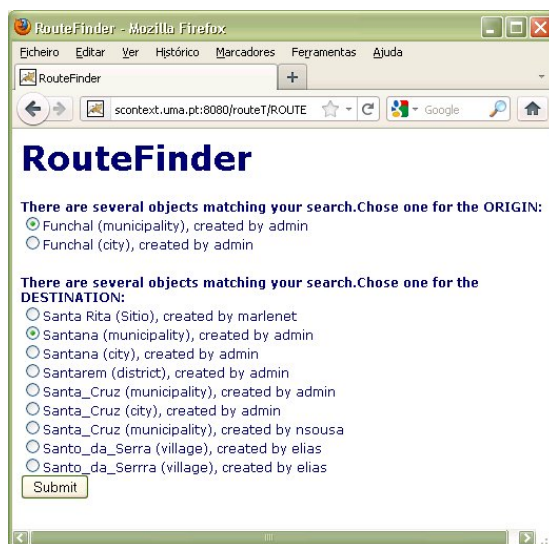 RouteFinder - Mozilla Firefox
Ficheiro Editar Ver Histórico Marcadores Ferramentas Ajuda
RouteFinder
scontext.uma.pt:8080/routeT/ROUTE
Google
RouteFinder
There are several objects matching your search.Chose one for the ORIGIN:
Funchal (municipality), created by admin
Funchal (city), created by admin
There are several objects matching your search.Chose one for the
DESTINATION:
Santa Rita (Sitio), created by marlenet
Santana (municipality), created by admin
Santana (city), created by admin
Santarem (district), created by admin
Santa_Cruz (municipality), created by admin
Santa_Cruz (city), created by admin
Santa_Cruz (municipality), created by nsousa
Santo_da_Serra (village), created by elias
Santo_da_Serrra (village), created by elias
Submit